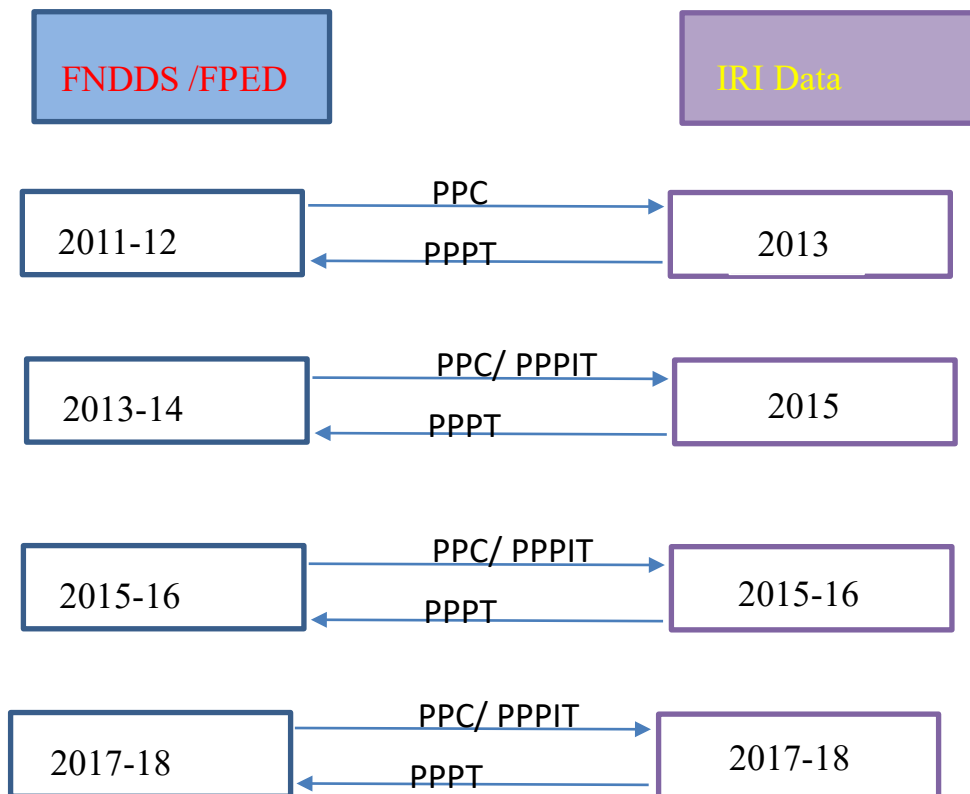 FNDDS /FPED
IRI Data
PPC
2011-12
2013
PPPT
PPC/ PPPIT
2013-14
2015
PPPT
PPC/ PPPIT
2015-16
2015-16
PPPT
PPC/ PPPIT
2017-18
2017-18
PPPT